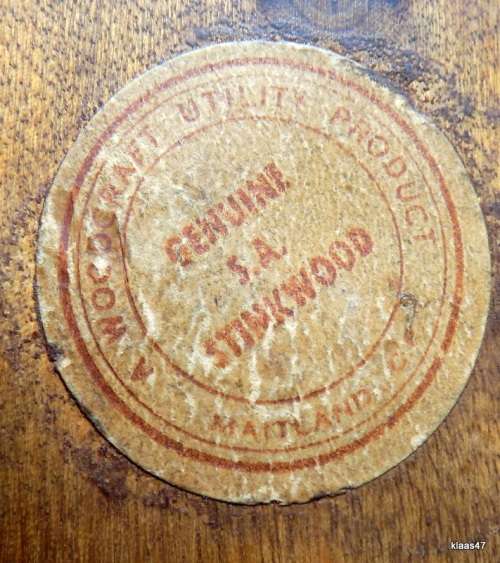 A WOODCRAFT UTILITY PRODUCT
GENUINE
S.A.
STINKWOOD
MAITLAND, C.
klaas47